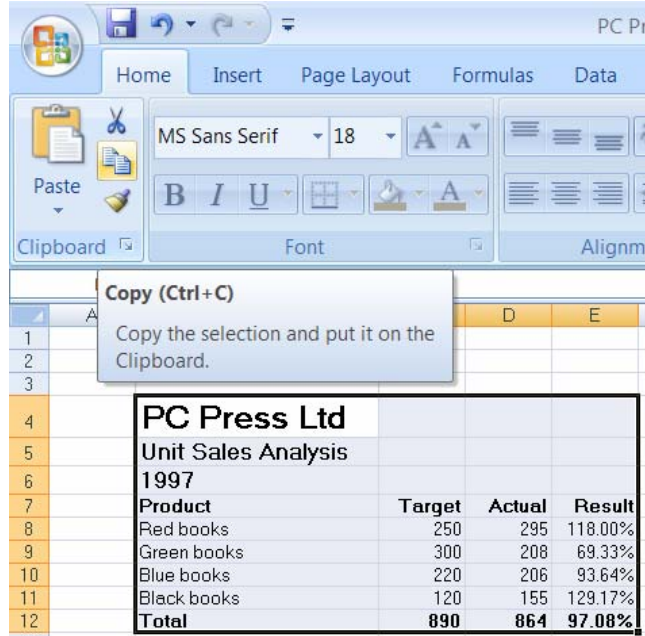 PC Pr
Home Insert Page Layout Formulas Data
MS Sans Serif 18 A A
Paste B I U A
Clipboard Font Alignm
Copy (Ctrl+C)
Copy the selection and put it on the
Clipboard.
A D E
1
2
3
4 PC Press Ltd
5 Unit Sales Analysis
6 1997
7 Product Target Actual Result
8 Red books 250 295 118.00%
9 Green books 300 208 69.33%
10 Blue books 220 206 93.64%
11 Black books 120 155 129.17%
12 Total 890 864 97.08%